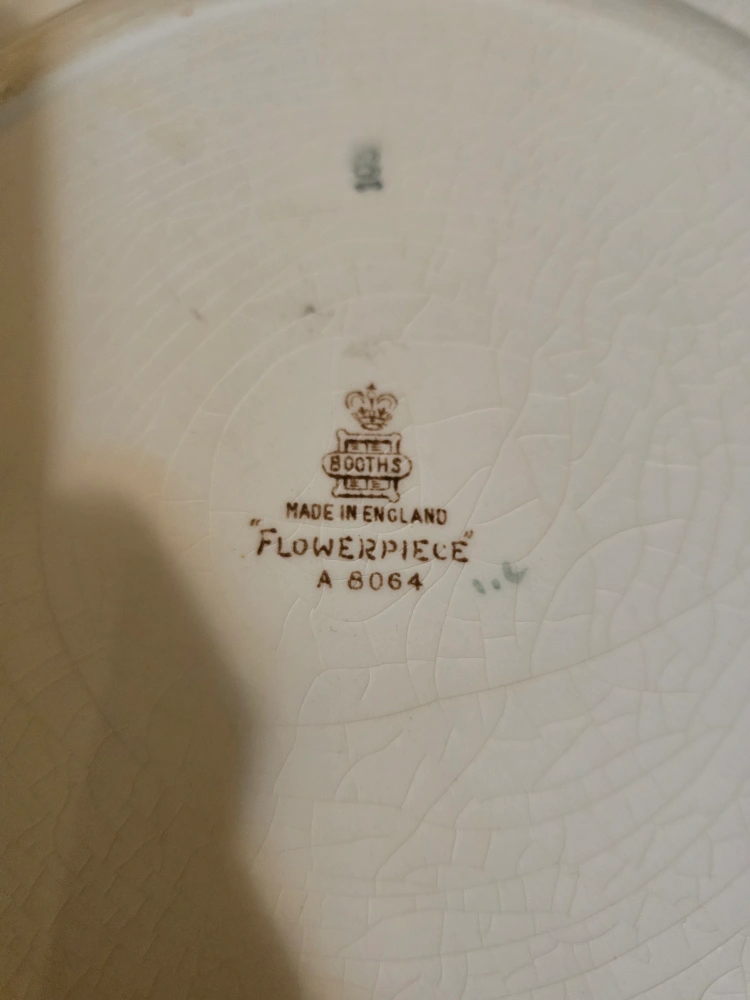 BOOTHS
MADE IN ENGLAND
"FLOWERPIECE"
A 8064